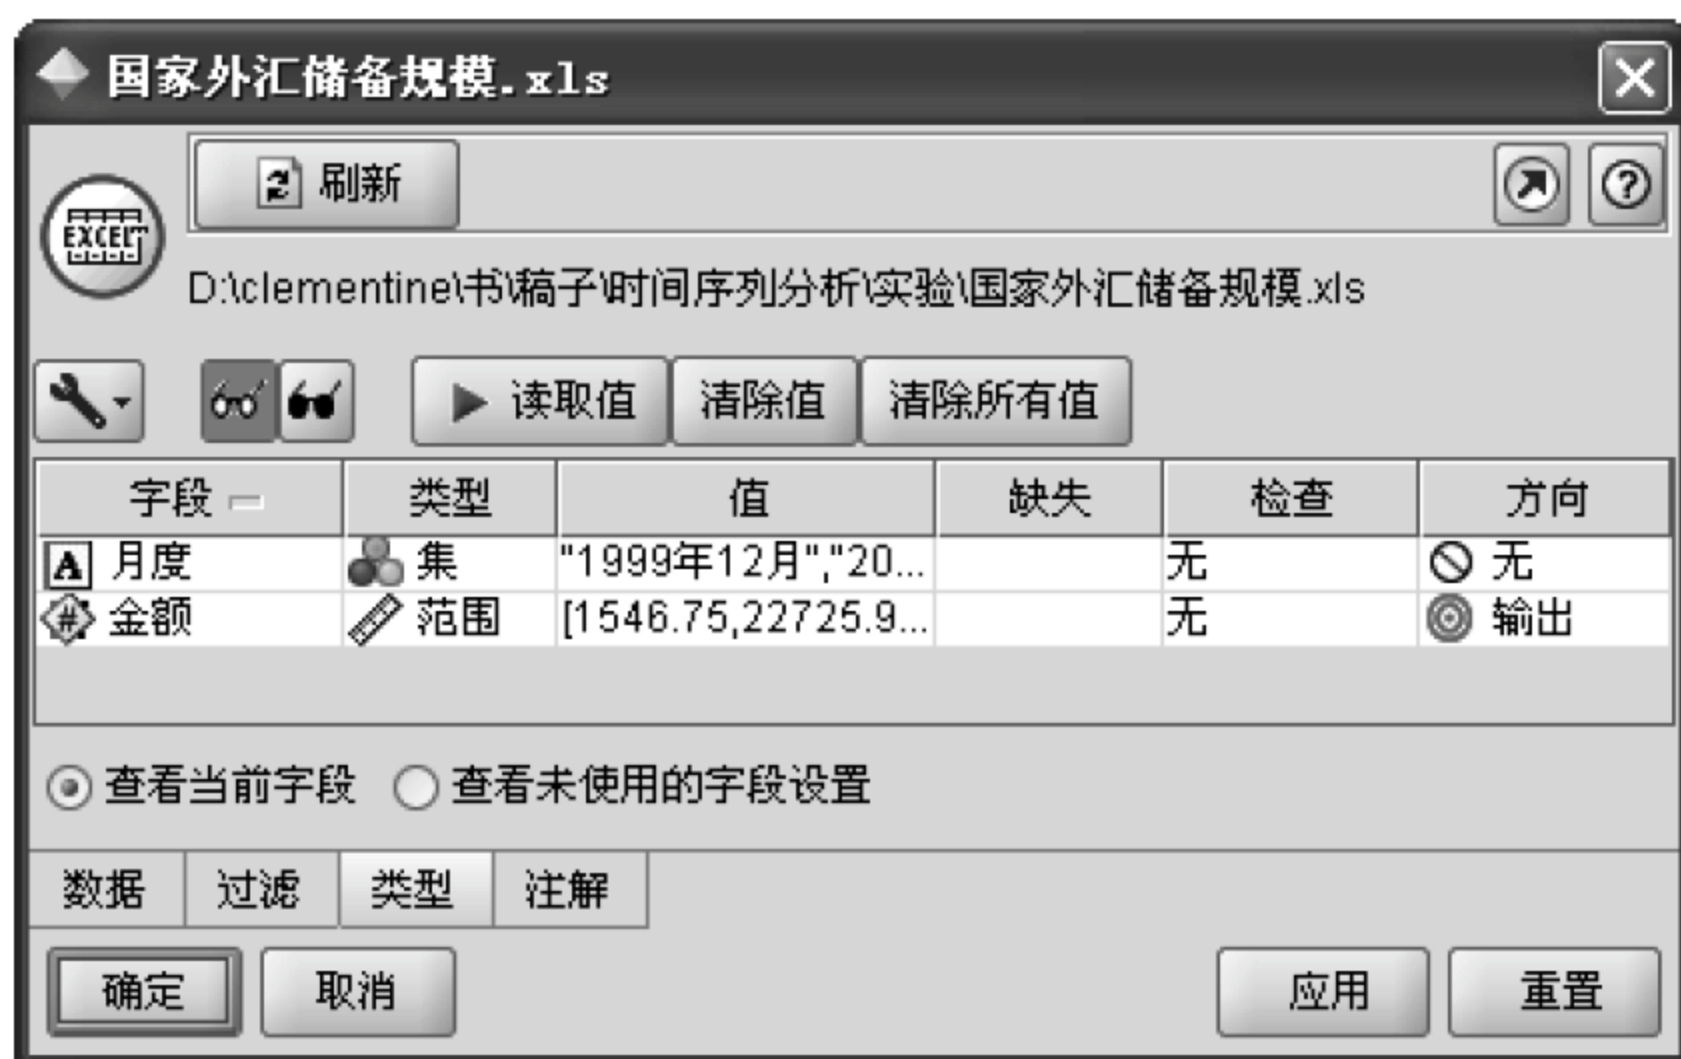 国家外汇储备规模.xls
刷新
EXCEL
D:\clementine\书\稿子\时间序列分析\实验\国家外汇储备规模.xls
读取值 清除值 清除所有值
字段 类型 值 缺失 检查 方向
A 月度 集 "1999年12月","20... 无 无
# 金额 范围 [1546.75,22725.9... 无 输出
查看当前字段 查看未使用的字段设置
数据 过滤 类型 注解
确定 取消 应用 重置